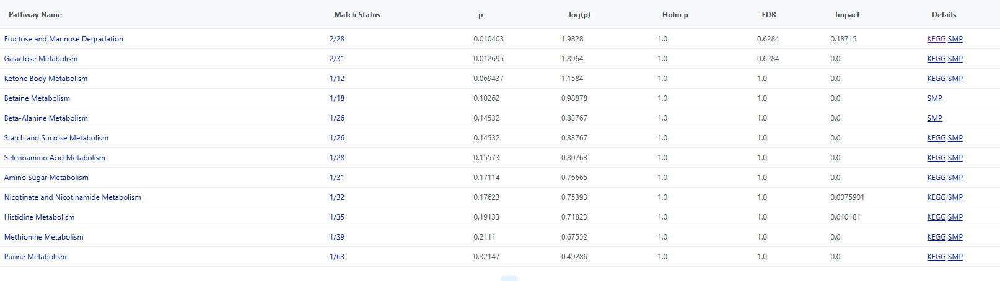 Pathway Name Match Status p -log(p) Holm p FDR Impact Details
Fructose and Mannose Degradation 2/28 0.010403 1.9828 1.0 0.6284 0.18715 KEGG SMP
Galactose Metabolism 2/31 0.012695 1.8964 1.0 0.6284 0.0 KEGG SMP
Ketone Body Metabolism 1/12 0.069437 1.1584 1.0 1.0 0.0 KEGG SMP
Betaine Metabolism 1/18 0.10262 0.98878 1.0 1.0 0.0 SMP
Beta-Alanine Metabolism 1/26 0.14532 0.83767 1.0 1.0 0.0 SMP
Starch and Sucrose Metabolism 1/26 0.14532 0.83767 1.0 1.0 0.0 KEGG SMP
Selenoamino Acid Metabolism 1/28 0.15573 0.80763 1.0 1.0 0.0 KEGG SMP
Amino Sugar Metabolism 1/31 0.17114 0.76665 1.0 1.0 0.0 KEGG SMP
Nicotinate and Nicotinamide Metabolism 1/32 0.17623 0.75393 1.0 1.0 0.0075901 KEGG SMP
Histidine Metabolism 1/35 0.19133 0.71823 1.0 1.0 0.010181 KEGG SMP
Methionine Metabolism 1/39 0.2111 0.67552 1.0 1.0 0.0 KEGG SMP
Purine Metabolism 1/63 0.32147 0.49286 1.0 1.0 0.0 KEGG SMP